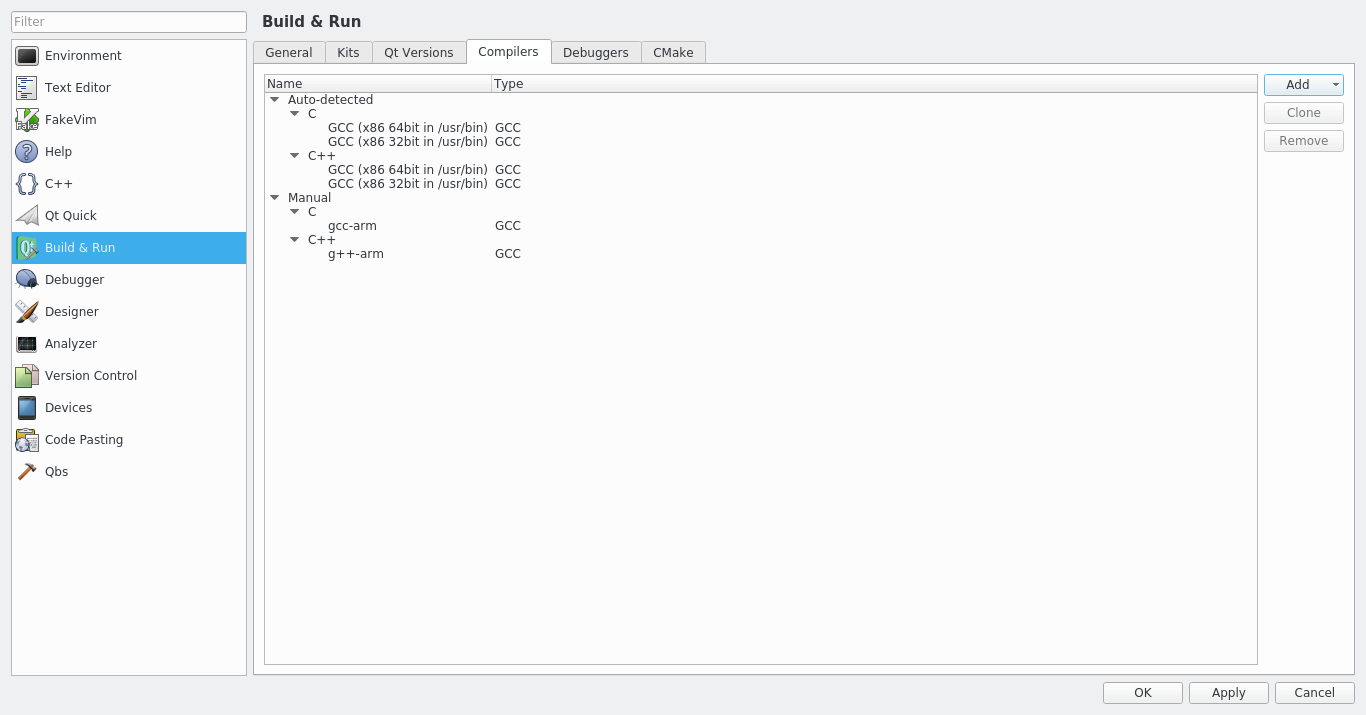 Filter
Environment
Text Editor
FakeVim
Help
C++
Qt Quick
Build & Run
Debugger
Designer
Analyzer
Version Control
Devices
Code Pasting
Qbs
Build & Run
General Kits Qt Versions Compilers Debuggers CMake
Name Type
Auto-detected
C
GCC (x86 64bit in /usr/bin) GCC
GCC (x86 32bit in /usr/bin) GCC
C++
GCC (x86 64bit in /usr/bin) GCC
GCC (x86 32bit in /usr/bin) GCC
Manual
C
gcc-arm GCC
C++
g++-arm GCC
Add
Clone
Remove
OK Apply Cancel